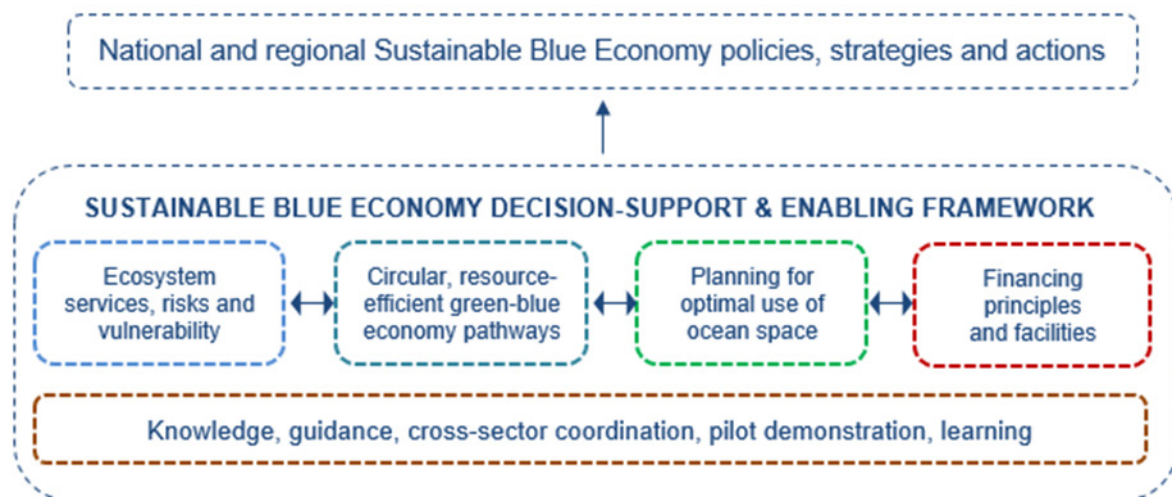 National and regional Sustainable Blue Economy policies, strategies and actions
SUSTAINABLE BLUE ECONOMY DECISION-SUPPORT & ENABLING FRAMEWORK
Ecosystem
services, risks and
vulnerability
Circular, resource-
efficient green-blue
economy pathways
Planning for
optimal use of
ocean space
Financing
principles
and facilities
Knowledge, guidance, cross-sector coordination, pilot demonstration, learning